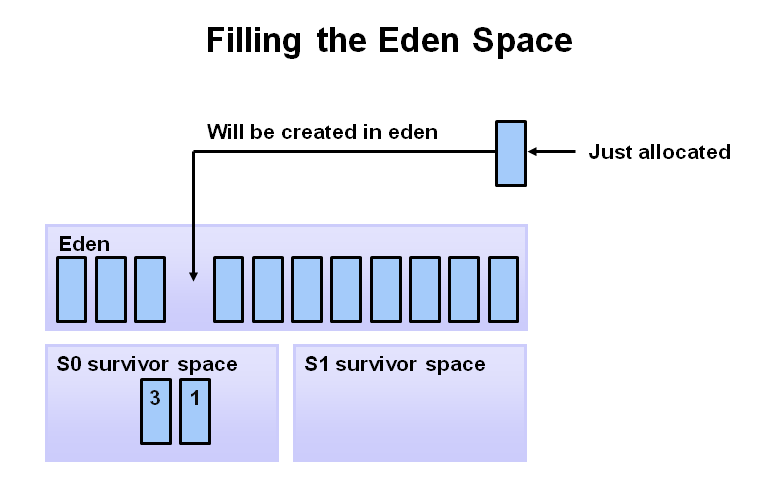 Filling the Eden Space
Will be created in eden
Just allocated
Eden
S0 survivor space
S1 survivor space
3 1